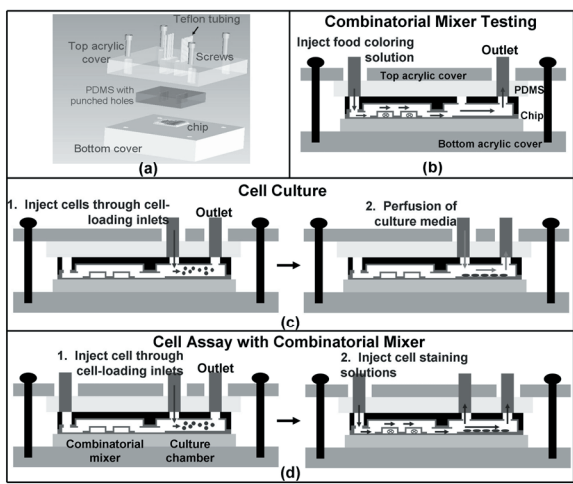 Teflon tubing
Top acrylic
cover
Screws
PDMS with
punched holes
chip
Bottom cover
(a)
Combinatorial Mixer Testing
Inject food coloring
solution
Outlet
Top acrylic cover
PDMS
Chip
Bottom acrylic cover
(b)
Cell Culture
1. Inject cells through cell-
loading inlets
Outlet
2. Perfusion of
culture media
(c)
Cell Assay with Combinatorial Mixer
1. Inject cell through
cell-loading inlets
Outlet
2. Inject cell staining
solutions
Combinatorial
mixer
Culture
chamber
(d)